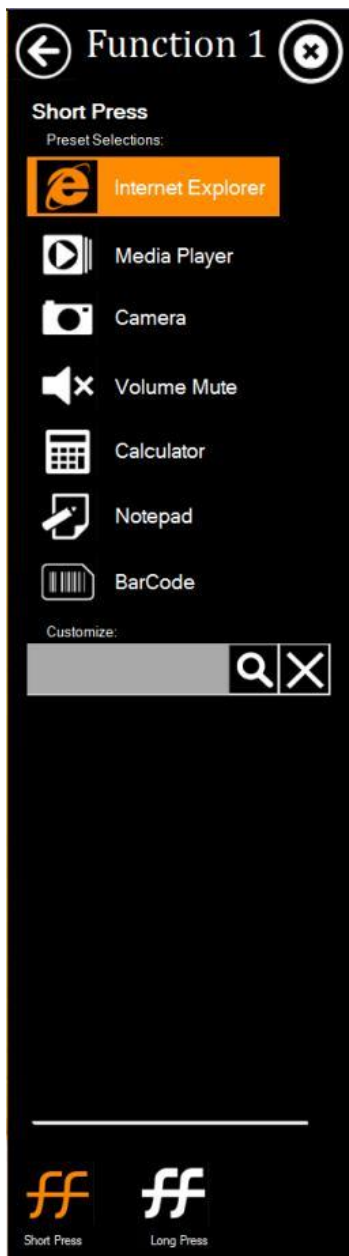 Function 1
Short Press
Preset Selections:
Internet Explorer
Media Player
Camera
Volume Mute
Calculator
Notepad
BarCode
Customize:
Short Press
Long Press